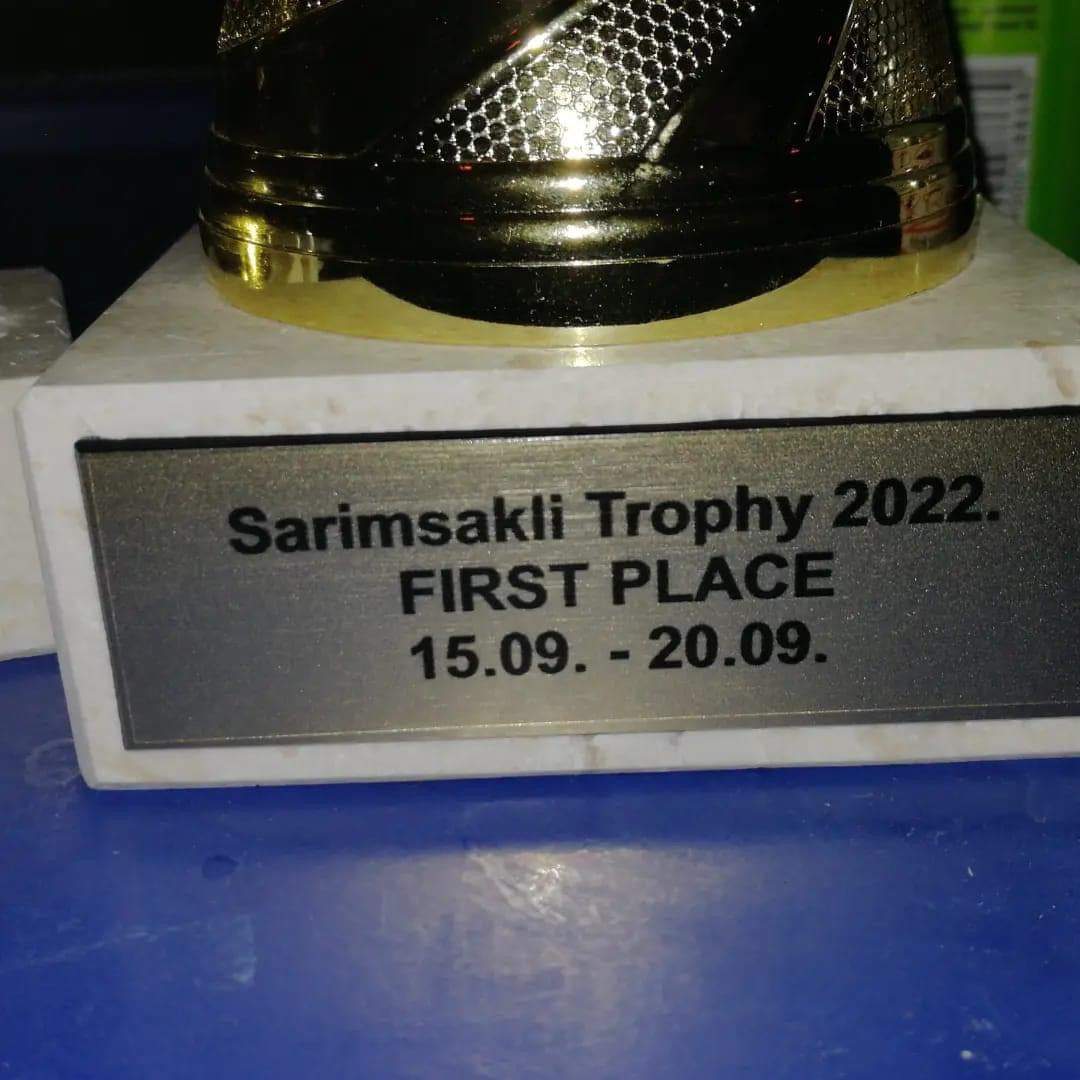 Sarimsakli Trophy 2022.
FIRST PLACE
15.09. - 20.09.